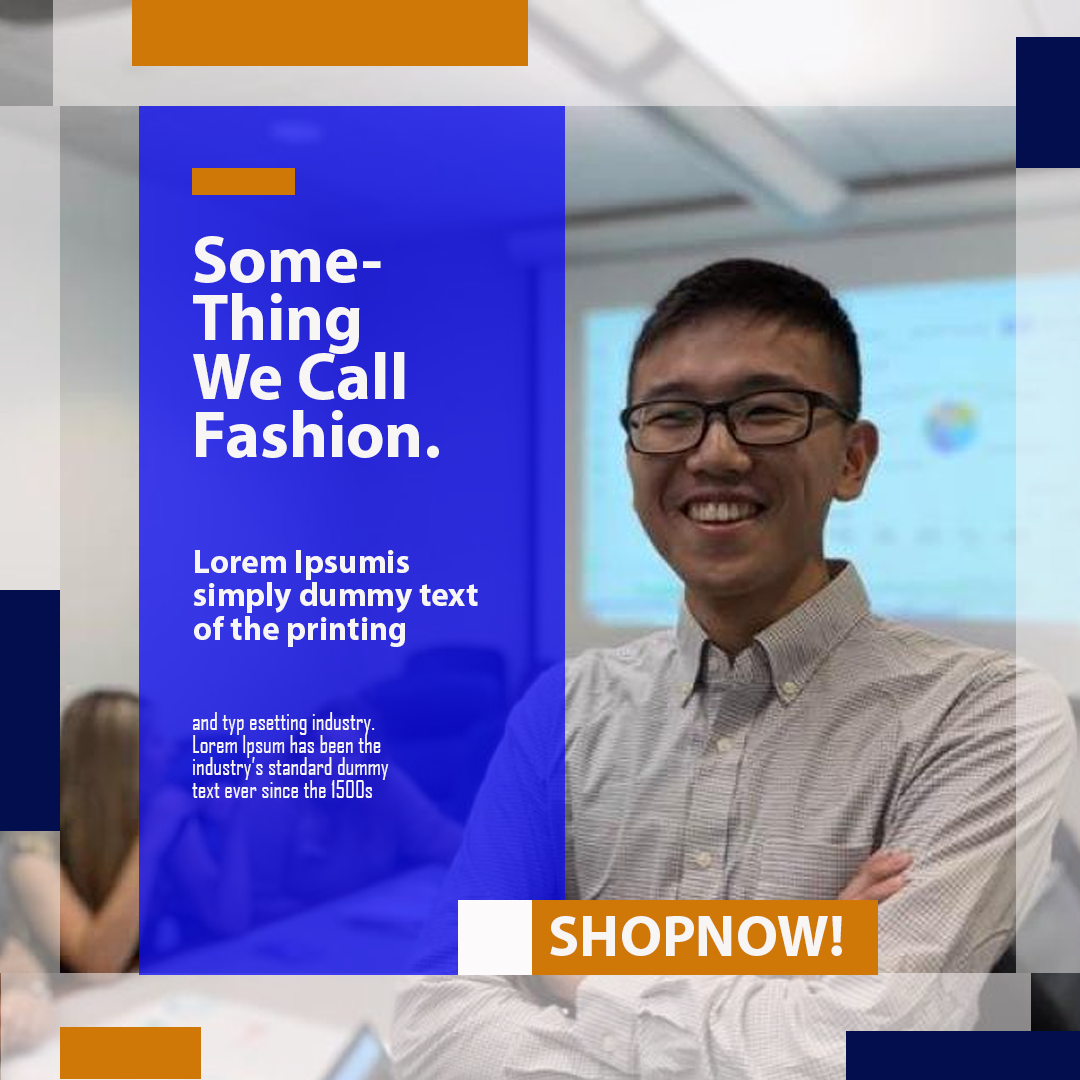 Some-
Thing
We Call
Fashion.
Lorem Ipsumis
simply dummy text
of the printing
and typ esetting industry.
Lorem Ipsum has been the
industry's standard dummy
text ever since the 1500s
SHOPNOW!